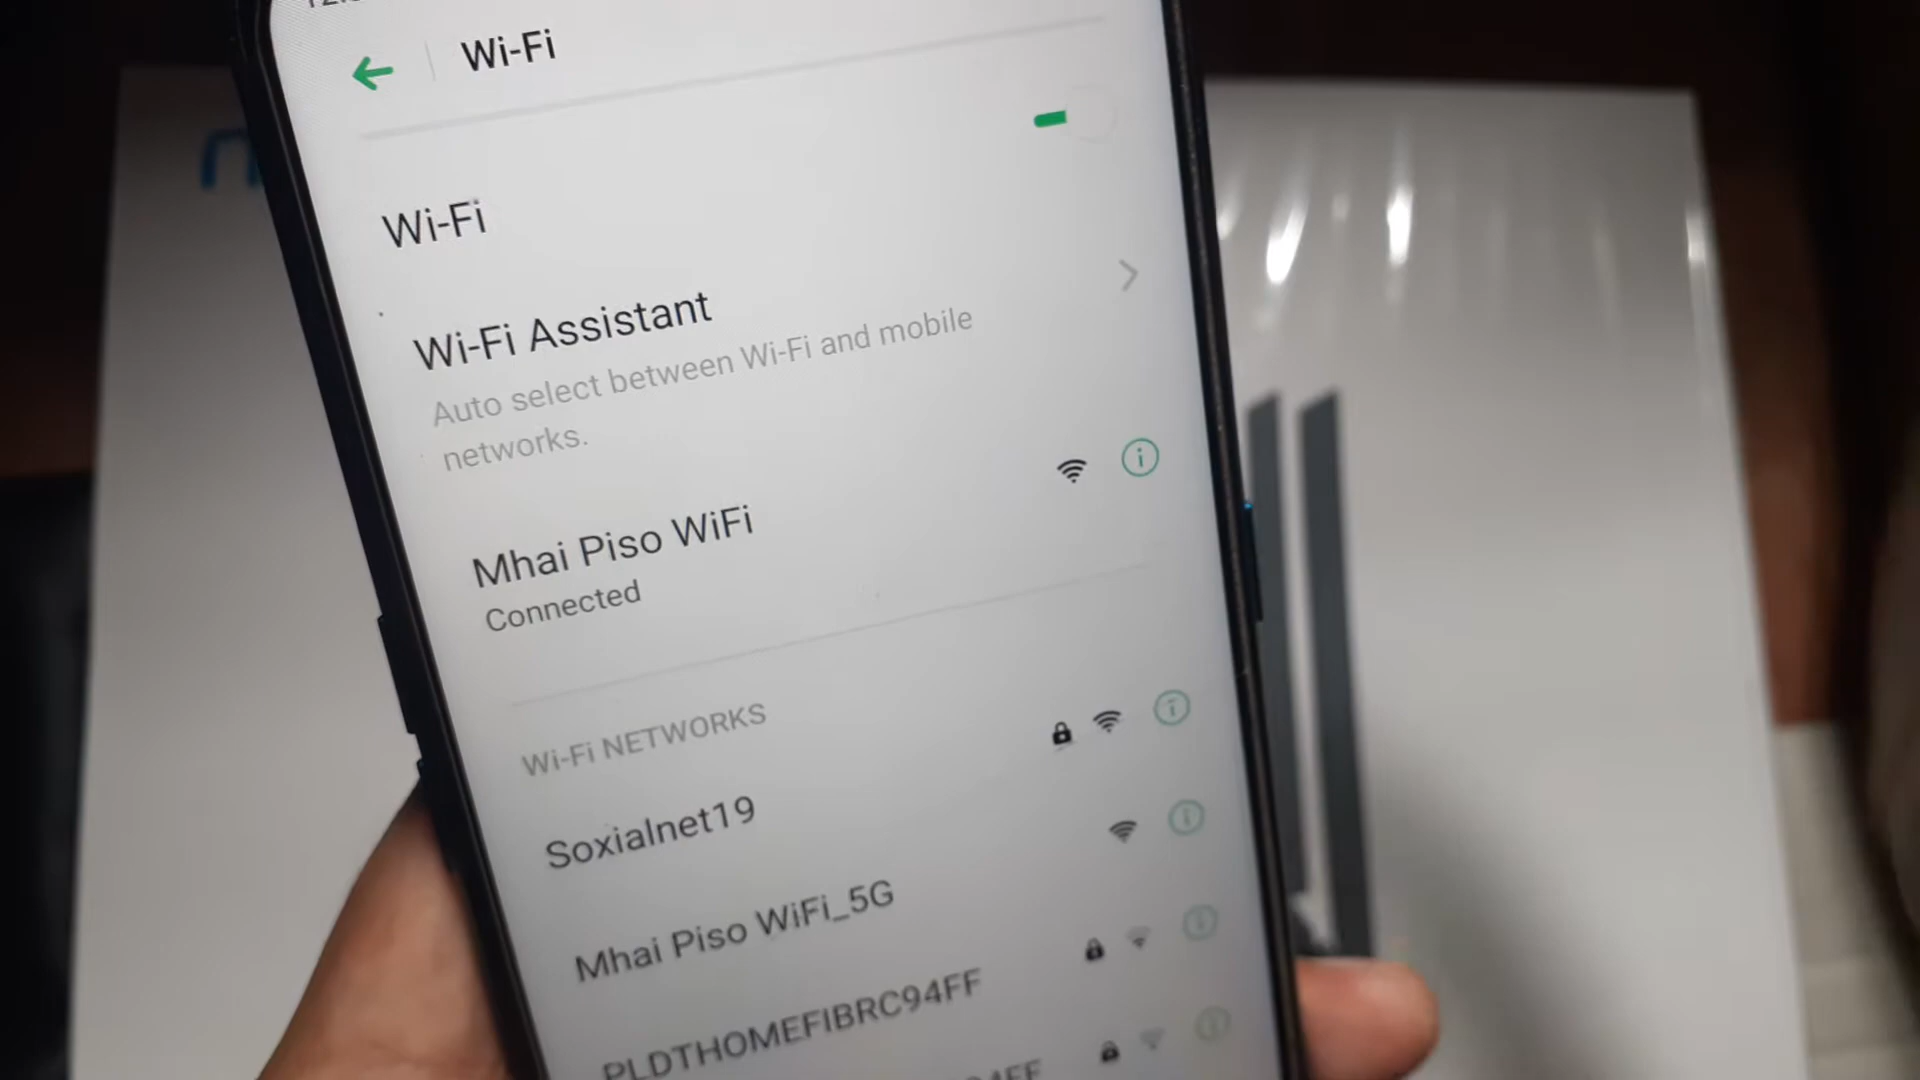 Wi-Fi
Wi-Fi
Wi-Fi Assistant
Auto select between Wi-Fi and mobile
networks.
Mhai Piso WiFi
Connected
Wi-Fi NETWORKS
Soxialnet19
Mhai Piso WiFi_5G
PLDTHOMEFIBRC94FF